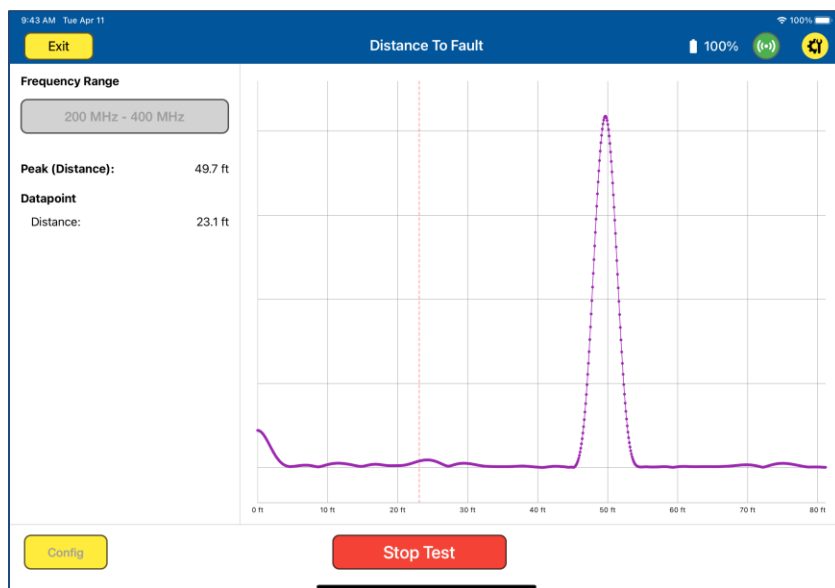 9:43 AM Tue Apr 11
100%
Exit
Distance To Fault
100%
Frequency Range
200 MHz - 400 MHz
Peak (Distance): 49.7 ft
Datapoint
Distance: 23.1 ft
0 ft 10 ft 20 ft 30 ft 40 ft 50 ft 60 ft 70 ft 80 ft
Config
Stop Test